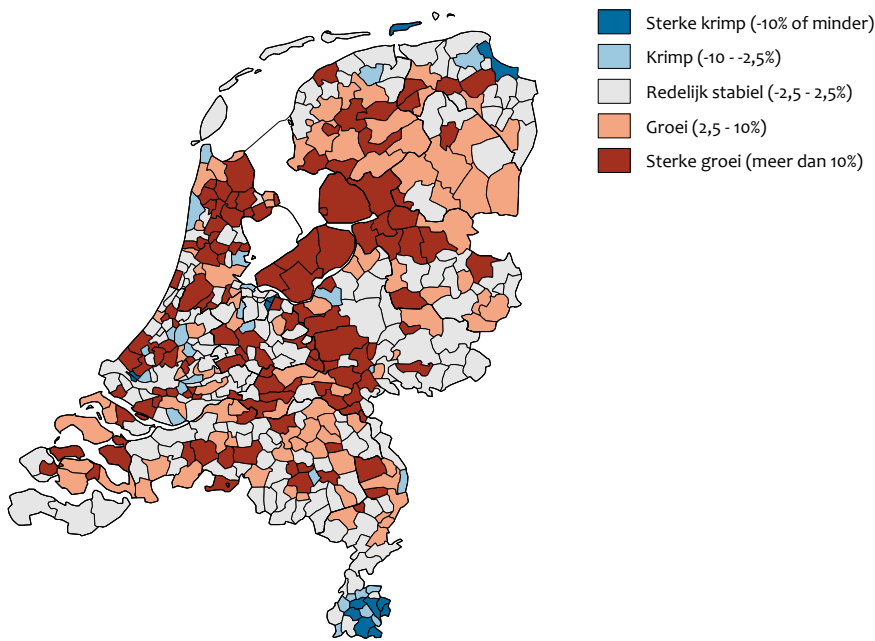 Sterke krimp (-10% of minder)
Krimp (-10 - -2,5%)
Redelijk stabiel (-2,5 - 2,5%)
Groei (2,5 - 10%)
Sterke groei (meer dan 10%)